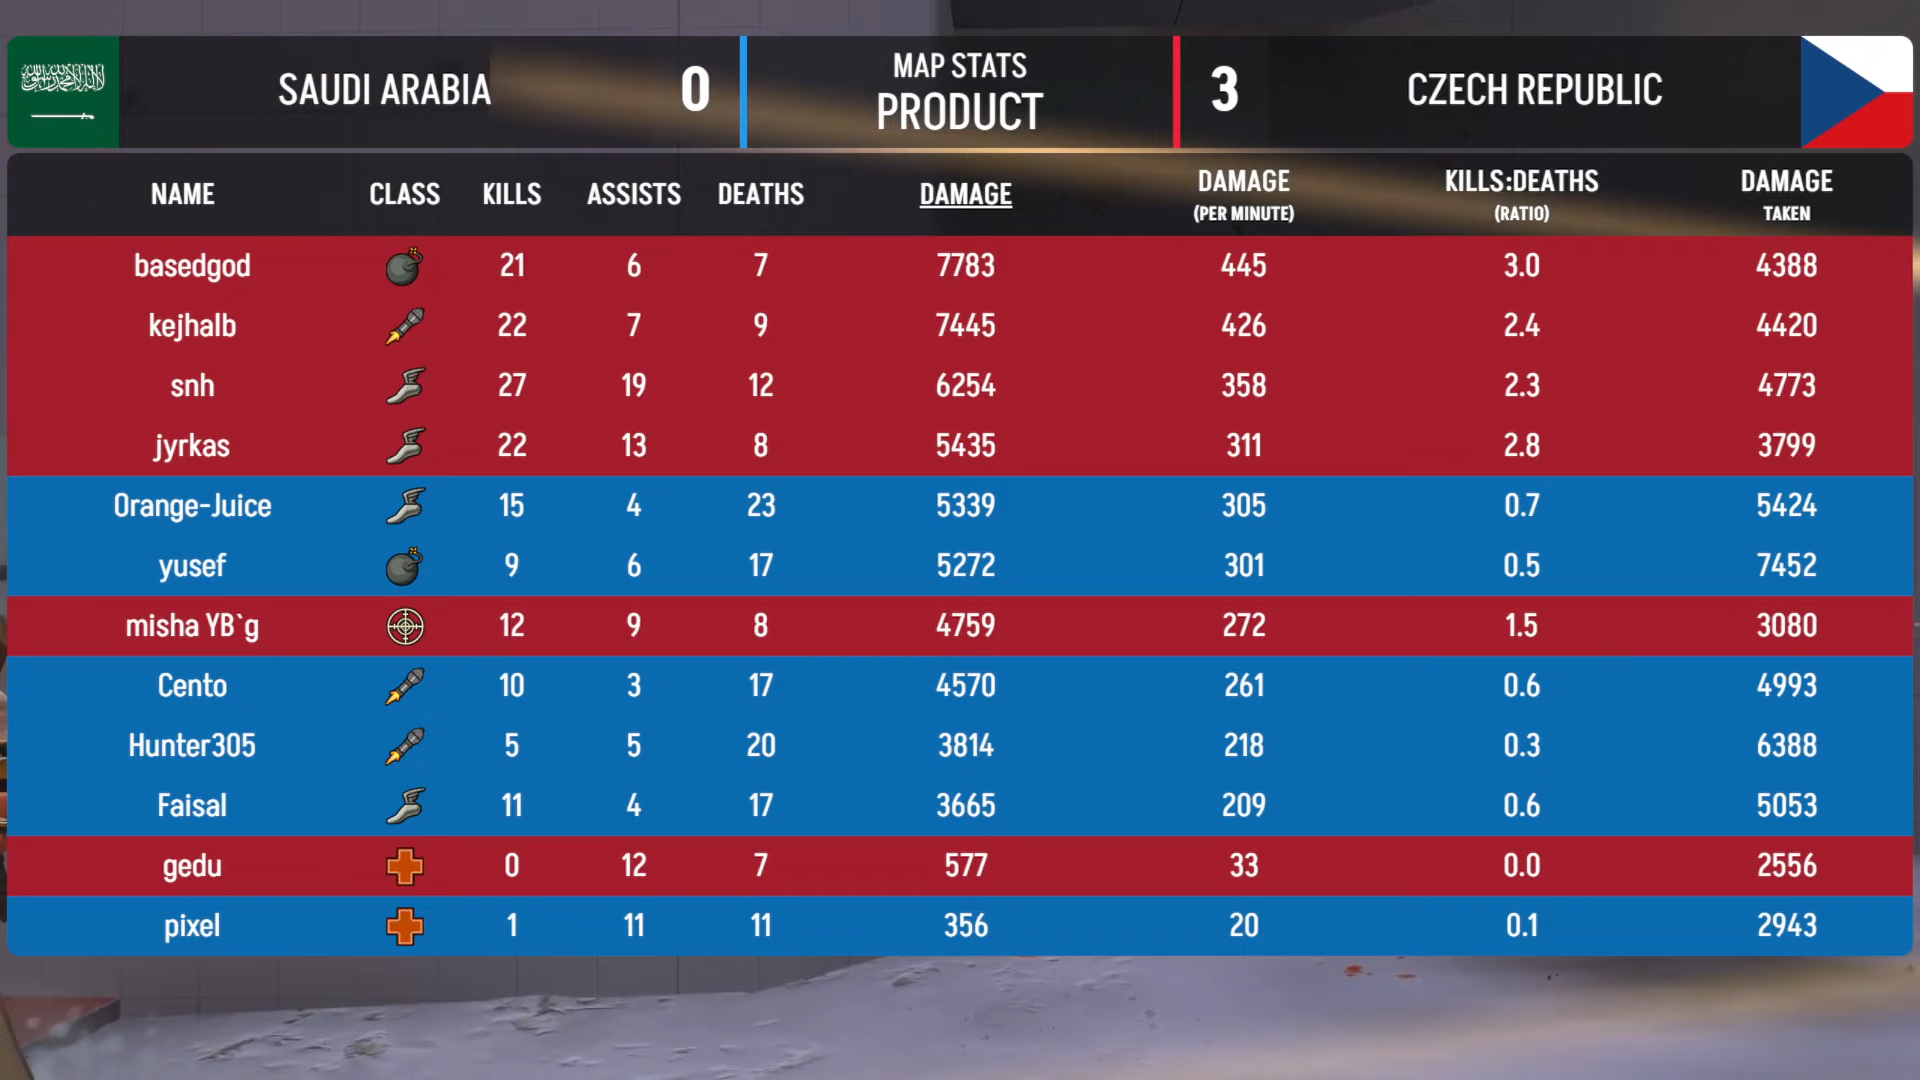 SAUDI ARABIA 0 MAP STATS 3 CZECH REPUBLIC
PRODUCT
NAME CLASS KILLS ASSISTS DEATHS DAMAGE DAMAGE KILLS:DEATHS DAMAGE
(PER MINUTE) (RATIO) TAKEN
basedgod 21 6 7 7783 445 3.0 4388
kejhalb 22 7 9 7445 426 2.4 4420
snh 27 19 12 6254 358 2.3 4773
jyrkas 22 13 8 5435 311 2.8 3799
Orange-Juice 15 4 23 5339 305 0.7 5424
yusef 9 6 17 5272 301 0.5 7452
misha YB`g 12 9 8 4759 272 1.5 3080
Cento 10 3 17 4570 261 0.6 4993
Hunter305 5 5 20 3814 218 0.3 6388
Faisal 11 4 17 3665 209 0.6 5053
gedu 0 12 7 577 33 0.0 2556
pixel 1 11 11 356 20 0.1 2943